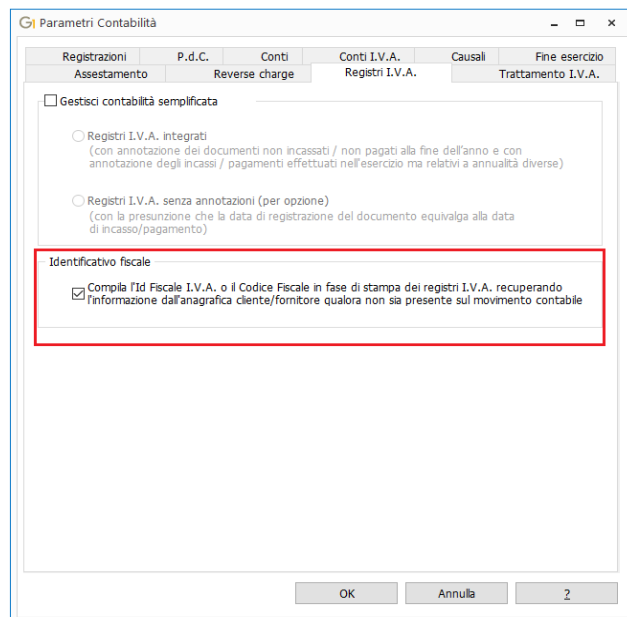 G1 Parametri Contabilità
Registrazioni P.d.C. Conti Conti I.V.A. Causali Fine esercizio
Assestamento Reverse charge Registri I.V.A. Trattamento I.V.A.
Gestisci contabilità semplificata
Registri I.V.A. integrati
(con annotazione dei documenti non incassati / non pagati alla fine dell'anno e con
annotazione degli incassi / pagamenti effettuati nell'esercizio ma relativi a annualità diverse)
Registri I.V.A. senza annotazioni (per opzione)
(con la presunzione che la data di registrazione del documento equivalga alla data
di incasso/pagamento)
Identificativo fiscale
Compila l'Id Fiscale I.V.A. o il Codice Fiscale in fase di stampa dei registri I.V.A. recuperando
l'informazione dall'anagrafica cliente/fornitore qualora non sia presente sul movimento contabile
OK Annulla ?